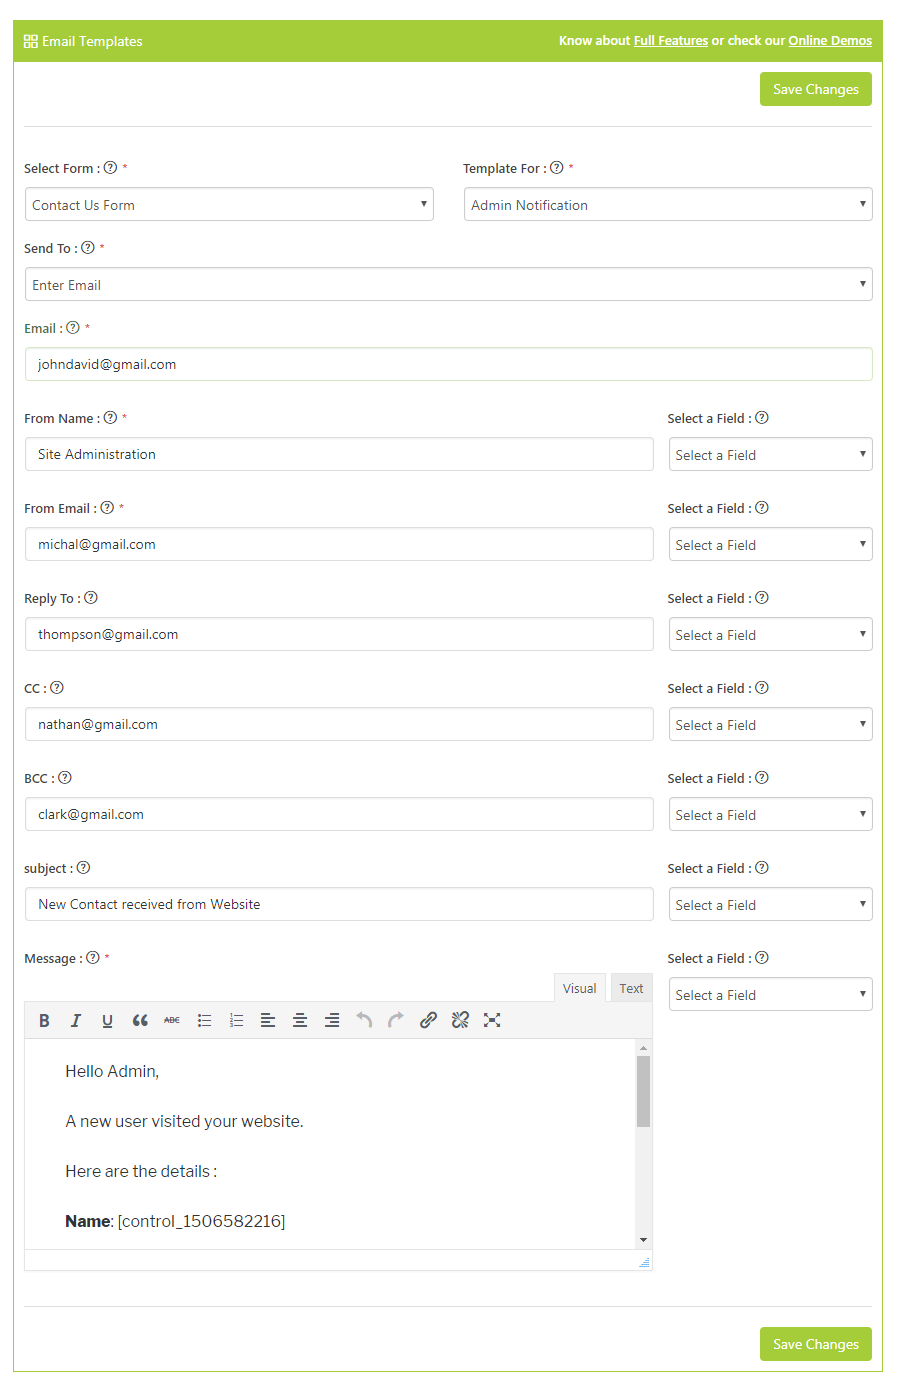 Email Templates
Know about Full Features or check our Online Demos
Save Changes
Select Form : ? *
Template For : ? *
Contact Us Form
Admin Notification
Send To : ? *
Enter Email
Email : ? *
johndavid@gmail.com
From Name : ? *
Select a Field : ?
Site Administration
Select a Field
From Email : ? *
Select a Field : ?
michal@gmail.com
Select a Field
Reply To : ?
Select a Field : ?
thompson@gmail.com
Select a Field
CC : ?
Select a Field : ?
nathan@gmail.com
Select a Field
BCC : ?
Select a Field : ?
clark@gmail.com
Select a Field
subject : ?
Select a Field : ?
New Contact received from Website
Select a Field
Message : ? *
Select a Field : ?
Visual
Text
Select a Field
B I U “ ABC
Hello Admin,
A new user visited your website.
Here are the details :
Name: [control_1506582216]
Save Changes